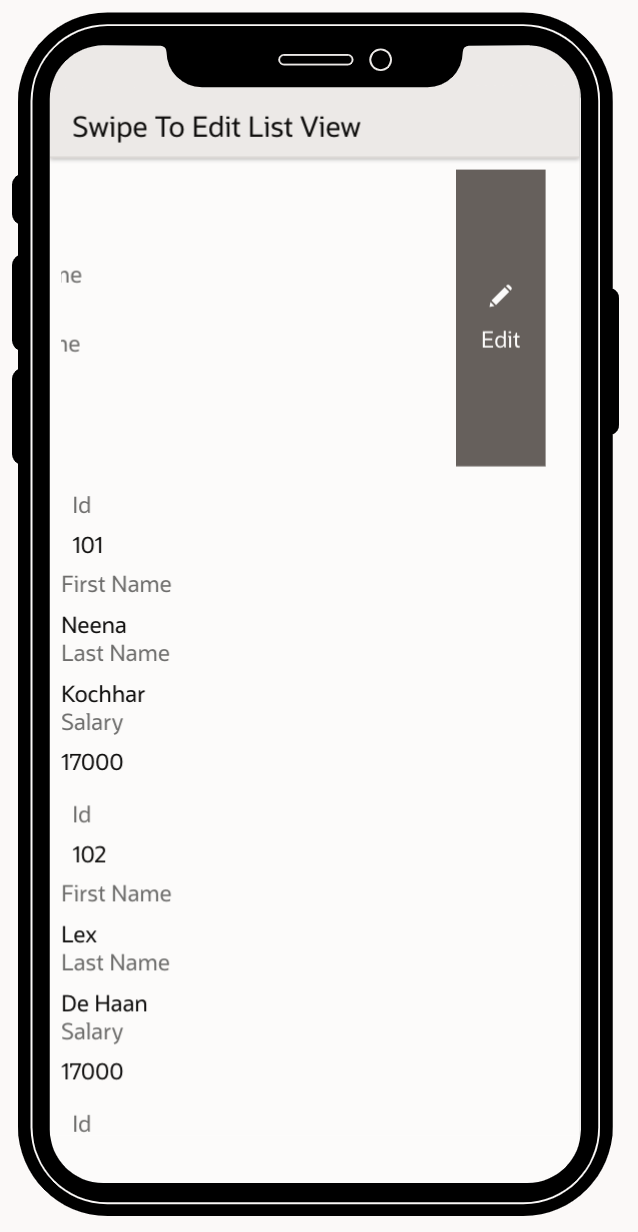 Swipe To Edit List View
ne
ne
Edit
Id
101
First Name
Neena
Last Name
Kochhar
Salary
17000
Id
102
First Name
Lex
Last Name
De Haan
Salary
17000
Id